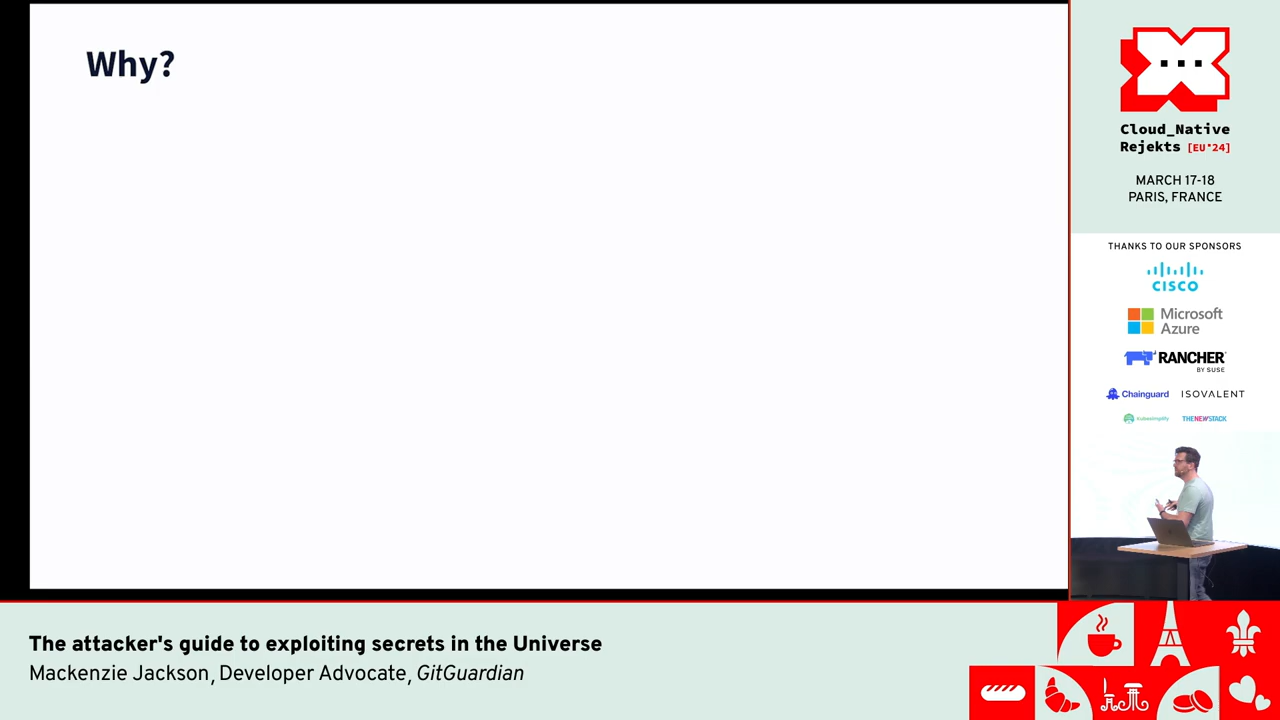 Why?
Cloud_Native
Rejekts [EU'24]
MARCH 17-18
PARIS, FRANCE
THANKS TO OUR SPONSORS
CISCO
Microsoft
Azure
RANCHER
BY SUSE
Chainguard
ISOVALENT
kubesimplify
THENEWSTACK
The attacker's guide to exploiting secrets in the Universe
Mackenzie Jackson, Developer Advocate, GitGuardian